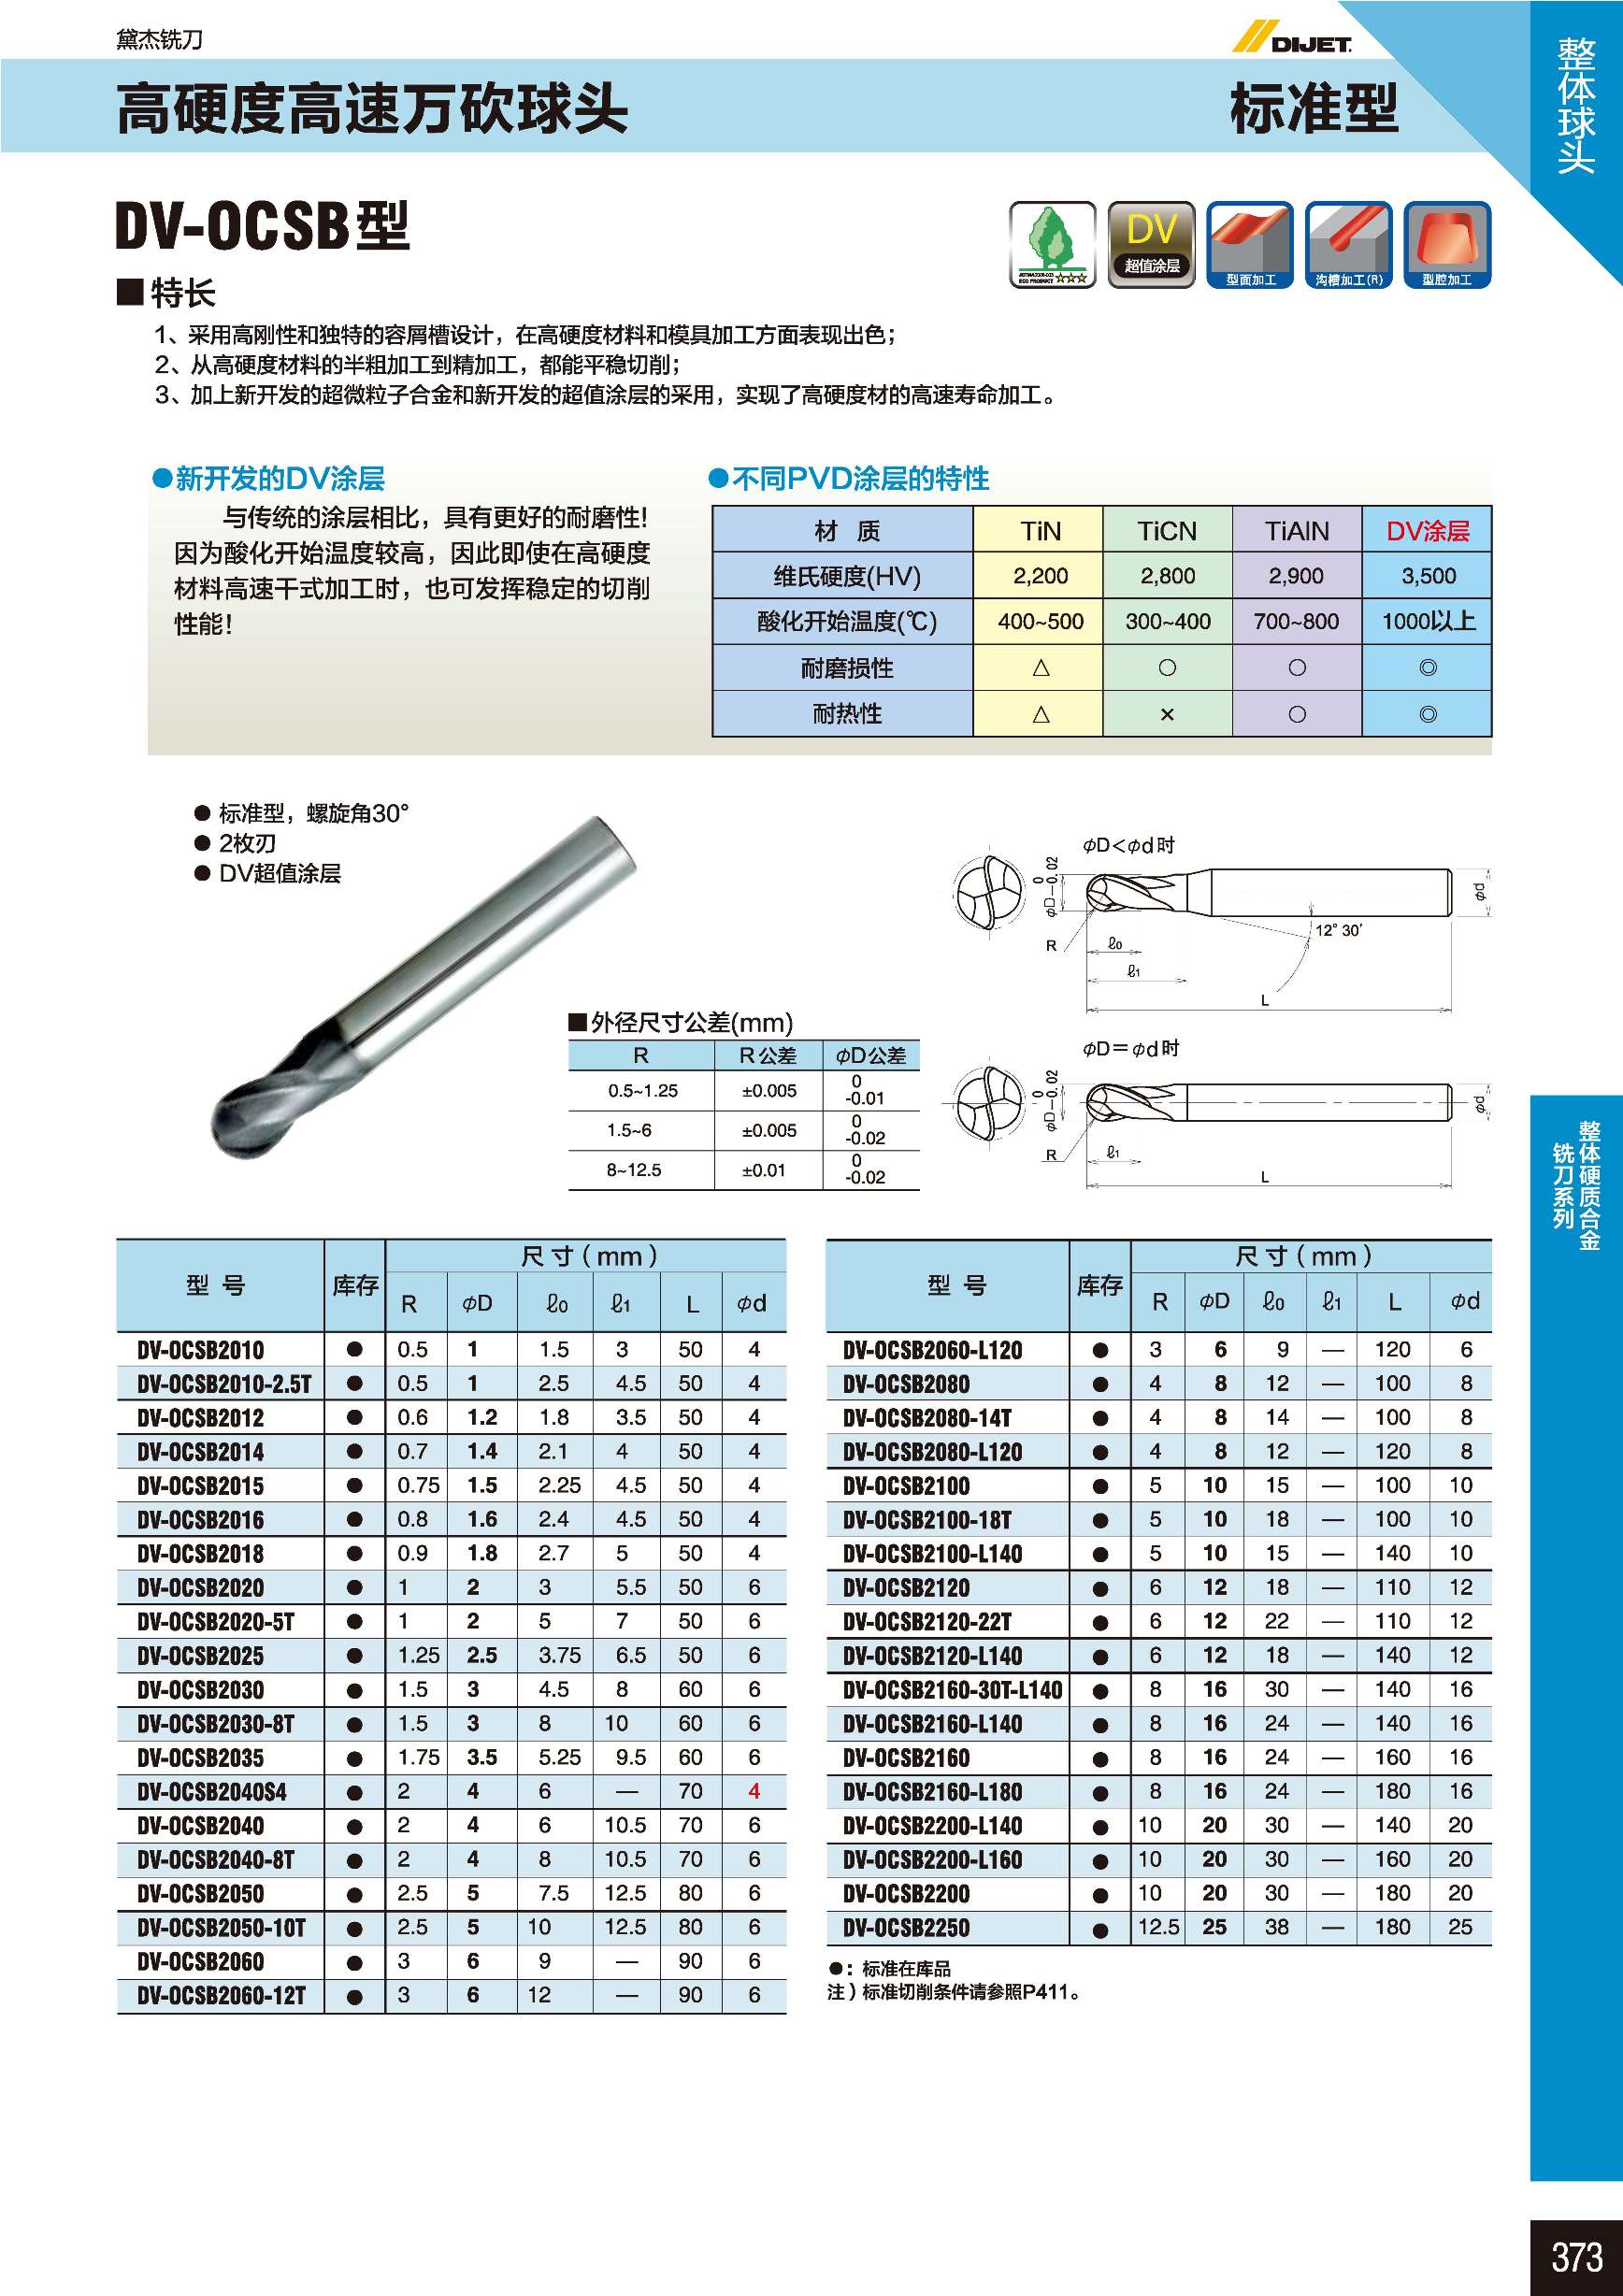 黛杰铣刀
DIJET.
高硬度高速万砍球头
标准型
整体球头
DV-OCSB型
DV
超值涂层
型面加工
沟槽加工(R)
型腔加工
■特长
1、采用高刚性和独特的容屑槽设计，在高硬度材料和模具加工方面表现出色；
2、从高硬度材料的半粗加工到精加工，都能平稳切削；
3、加上新开发的超微粒子合金和新开发的超值涂层的采用，实现了高硬度材的高速寿命加工。
●新开发的DV涂层
与传统的涂层相比，具有更好的耐磨性！
因为酸化开始温度较高，因此即使在高硬度
材料高速干式加工时，也可发挥稳定的切削
性能！
●不同PVD涂层的特性
材 质 TiN TiCN TiAlN DV涂层
维氏硬度(HV) 2,200 2,800 2,900 3,500
酸化开始温度(℃) 400~500 300~400 700~800 1000以上
耐磨损性 △ ○ ○ ◎
耐热性 △ × ○ ◎
● 标准型，螺旋角30°
● 2枚刃
● DV超值涂层
φD<φd时
φD 0 -0.02
R
ℓ0
ℓ1
L
12° 30′
φd
φD=φd时
φD 0 -0.02
R
ℓ1
L
φd
■外径尺寸公差(mm)
R R公差 φD公差
0.5~1.25 ±0.005 0 -0.01
1.5~6 ±0.005 0 -0.02
8~12.5 ±0.01 0 -0.02
整体硬质合金
铣刀系列
型 号 库存 尺寸(mm)
R φD ℓ0 ℓ1 L φd
DV-OCSB2010 ● 0.5 1 1.5 3 50 4
DV-OCSB2010-2.5T ● 0.5 1 2.5 4.5 50 4
DV-OCSB2012 ● 0.6 1.2 1.8 3.5 50 4
DV-OCSB2014 ● 0.7 1.4 2.1 4 50 4
DV-OCSB2015 ● 0.75 1.5 2.25 4.5 50 4
DV-OCSB2016 ● 0.8 1.6 2.4 4.5 50 4
DV-OCSB2018 ● 0.9 1.8 2.7 5 50 4
DV-OCSB2020 ● 1 2 3 5.5 50 6
DV-OCSB2020-5T ● 1 2 5 7 50 6
DV-OCSB2025 ● 1.25 2.5 3.75 6.5 50 6
DV-OCSB2030 ● 1.5 3 4.5 8 60 6
DV-OCSB2030-8T ● 1.5 3 8 10 60 6
DV-OCSB2035 ● 1.75 3.5 5.25 9.5 60 6
DV-OCSB2040S4 ● 2 4 6 — 70 4
DV-OCSB2040 ● 2 4 6 10.5 70 6
DV-OCSB2040-8T ● 2 4 8 10.5 70 6
DV-OCSB2050 ● 2.5 5 7.5 12.5 80 6
DV-OCSB2050-10T ● 2.5 5 10 12.5 80 6
DV-OCSB2060 ● 3 6 9 — 90 6
DV-OCSB2060-12T ● 3 6 12 — 90 6
型 号 库存 尺寸(mm)
R φD ℓ0 ℓ1 L φd
DV-OCSB2060-L120 ● 3 6 9 — 120 6
DV-OCSB2080 ● 4 8 12 — 100 8
DV-OCSB2080-14T ● 4 8 14 — 100 8
DV-OCSB2080-L120 ● 4 8 12 — 120 8
DV-OCSB2100 ● 5 10 15 — 100 10
DV-OCSB2100-18T ● 5 10 18 — 100 10
DV-OCSB2100-L140 ● 5 10 15 — 140 10
DV-OCSB2120 ● 6 12 18 — 110 12
DV-OCSB2120-22T ● 6 12 22 — 110 12
DV-OCSB2120-L140 ● 6 12 18 — 140 12
DV-OCSB2160-30T-L140 ● 8 16 30 — 140 16
DV-OCSB2160-L140 ● 8 16 24 — 140 16
DV-OCSB2160 ● 8 16 24 — 160 16
DV-OCSB2160-L180 ● 8 16 24 — 180 16
DV-OCSB2200-L140 ● 10 20 30 — 140 20
DV-OCSB2200-L160 ● 10 20 30 — 160 20
DV-OCSB2200 ● 10 20 30 — 180 20
DV-OCSB2250 ● 12.5 25 38 — 180 25
●：标准在库品
注）标准切削条件请参照P411。
373